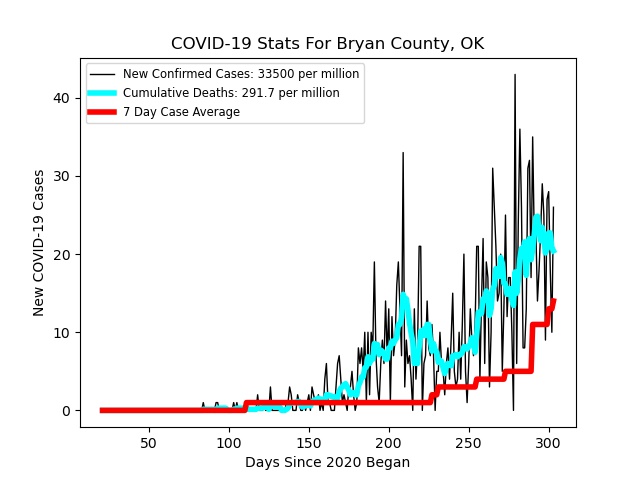 COVID-19 Stats For Bryan County, OK
New Confirmed Cases: 33500 per million
Cumulative Deaths: 291.7 per million
7 Day Case Average
New COVID-19 Cases
40
30
20
10
0
50 100 150 200 250 300
Days Since 2020 Began